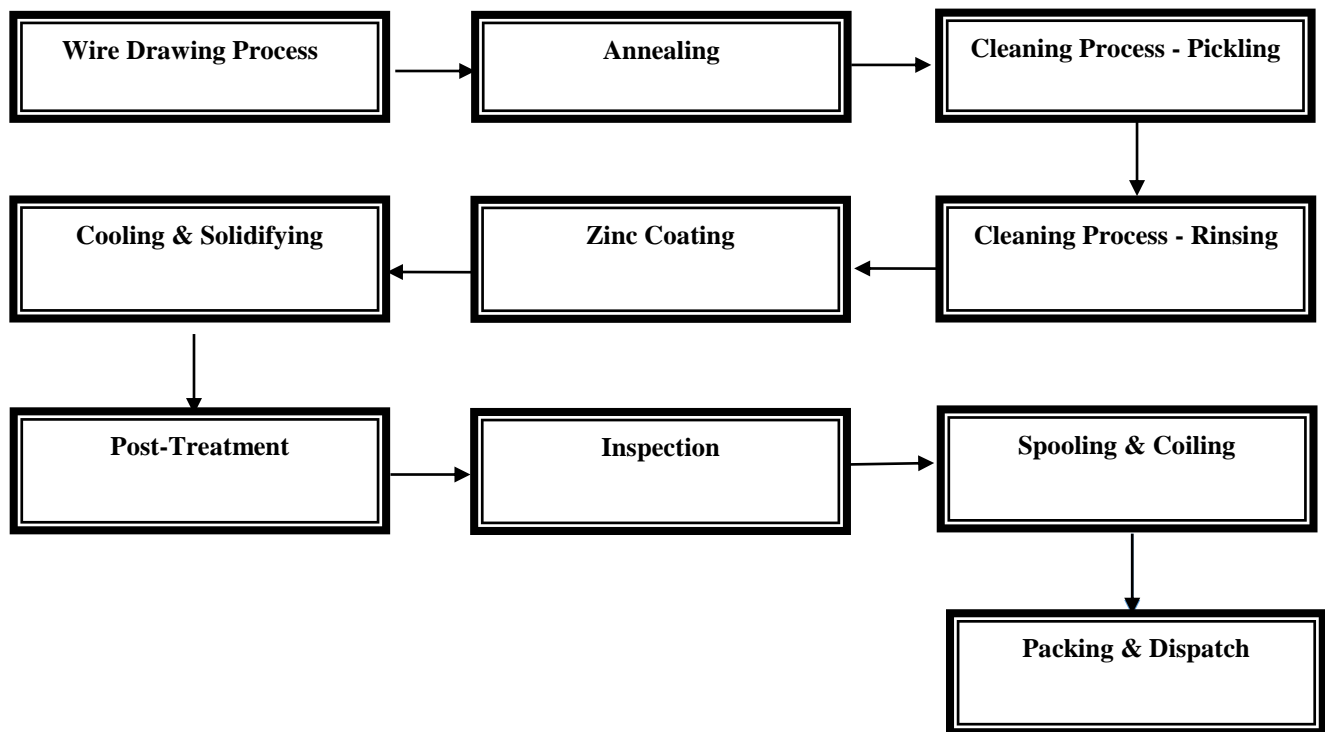 Wire Drawing Process
Annealing
Cleaning Process - Pickling
Cleaning Process - Rinsing
Zinc Coating
Cooling & Solidifying
Post-Treatment
Inspection
Spooling & Coiling
Packing & Dispatch